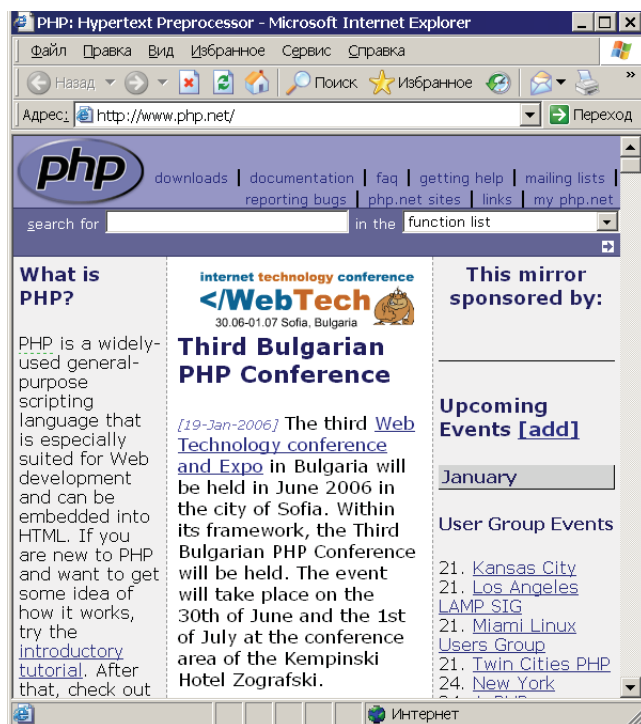 PHP: Hypertext Preprocessor - Microsoft Internet Explorer
Файл Правка Вид Избранное Сервис Справка
Назад Поиск Избранное »
Адрес: http://www.php.net/ Переход
php
downloads | documentation | faq | getting help | mailing lists |
reporting bugs | php.net sites | links | my php.net
search for in the function list
What is
PHP?
PHP is a widely-
used general-
purpose
scripting
language that
is especially
suited for Web
development
and can be
embedded into
HTML. If you
are new to PHP
and want to get
some idea of
how it works,
try the
introductory
tutorial. After
that, check out
internet technology conference
</WebTech
30.06-01.07 Sofia, Bulgaria
Third Bulgarian
PHP Conference
[19-Jan-2006] The third Web
Technology conference
and Expo in Bulgaria will
be held in June 2006 in
the city of Sofia. Within
its framework, the Third
Bulgarian PHP Conference
will be held. The event
will take place on the
30th of June and the 1st
of July at the conference
area of the Kempinski
Hotel Zografski.
This mirror
sponsored by:
Upcoming
Events [add]
January
User Group Events
21. Kansas City
21. Los Angeles
LAMP SIG
21. Miami Linux
Users Group
21. Twin Cities PHP
24. New York
Интернет